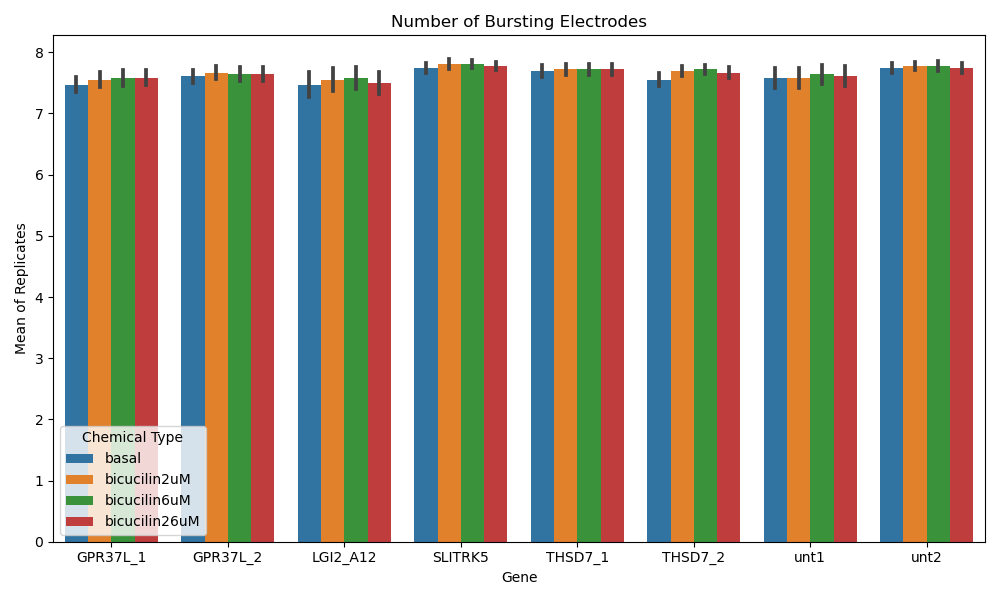 Number of Bursting Electrodes
Mean of Replicates
8
7
6
5
4
3
2
1
0
Chemical Type
basal
bicucilin2uM
bicucilin6uM
bicucilin26uM
GPR37L_1 GPR37L_2 LGI2_A12 SLITRK5 THSD7_1 THSD7_2 unt1 unt2
Gene